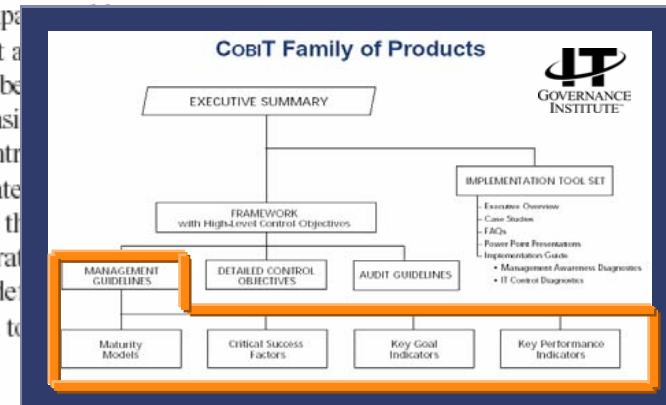 COBIT Family of Products
IT
GOVERNANCE
INSTITUTE
EXECUTIVE SUMMARY
IMPLEMENTATION TOOL SET
- Executive Overview
- Case Studies
- FAQs
- Power Point Presentations
- Implementation Guide
• Management Awareness Diagnostics
• IT Control Diagnostics
FRAMEWORK
with High-Level Control Objectives
MANAGEMENT
GUIDELINES
DETAILED CONTROL
OBJECTIVES
AUDIT GUIDELINES
Maturity
Models
Critical Success
Factors
Key Goal
Indicators
Key Performance
Indicators